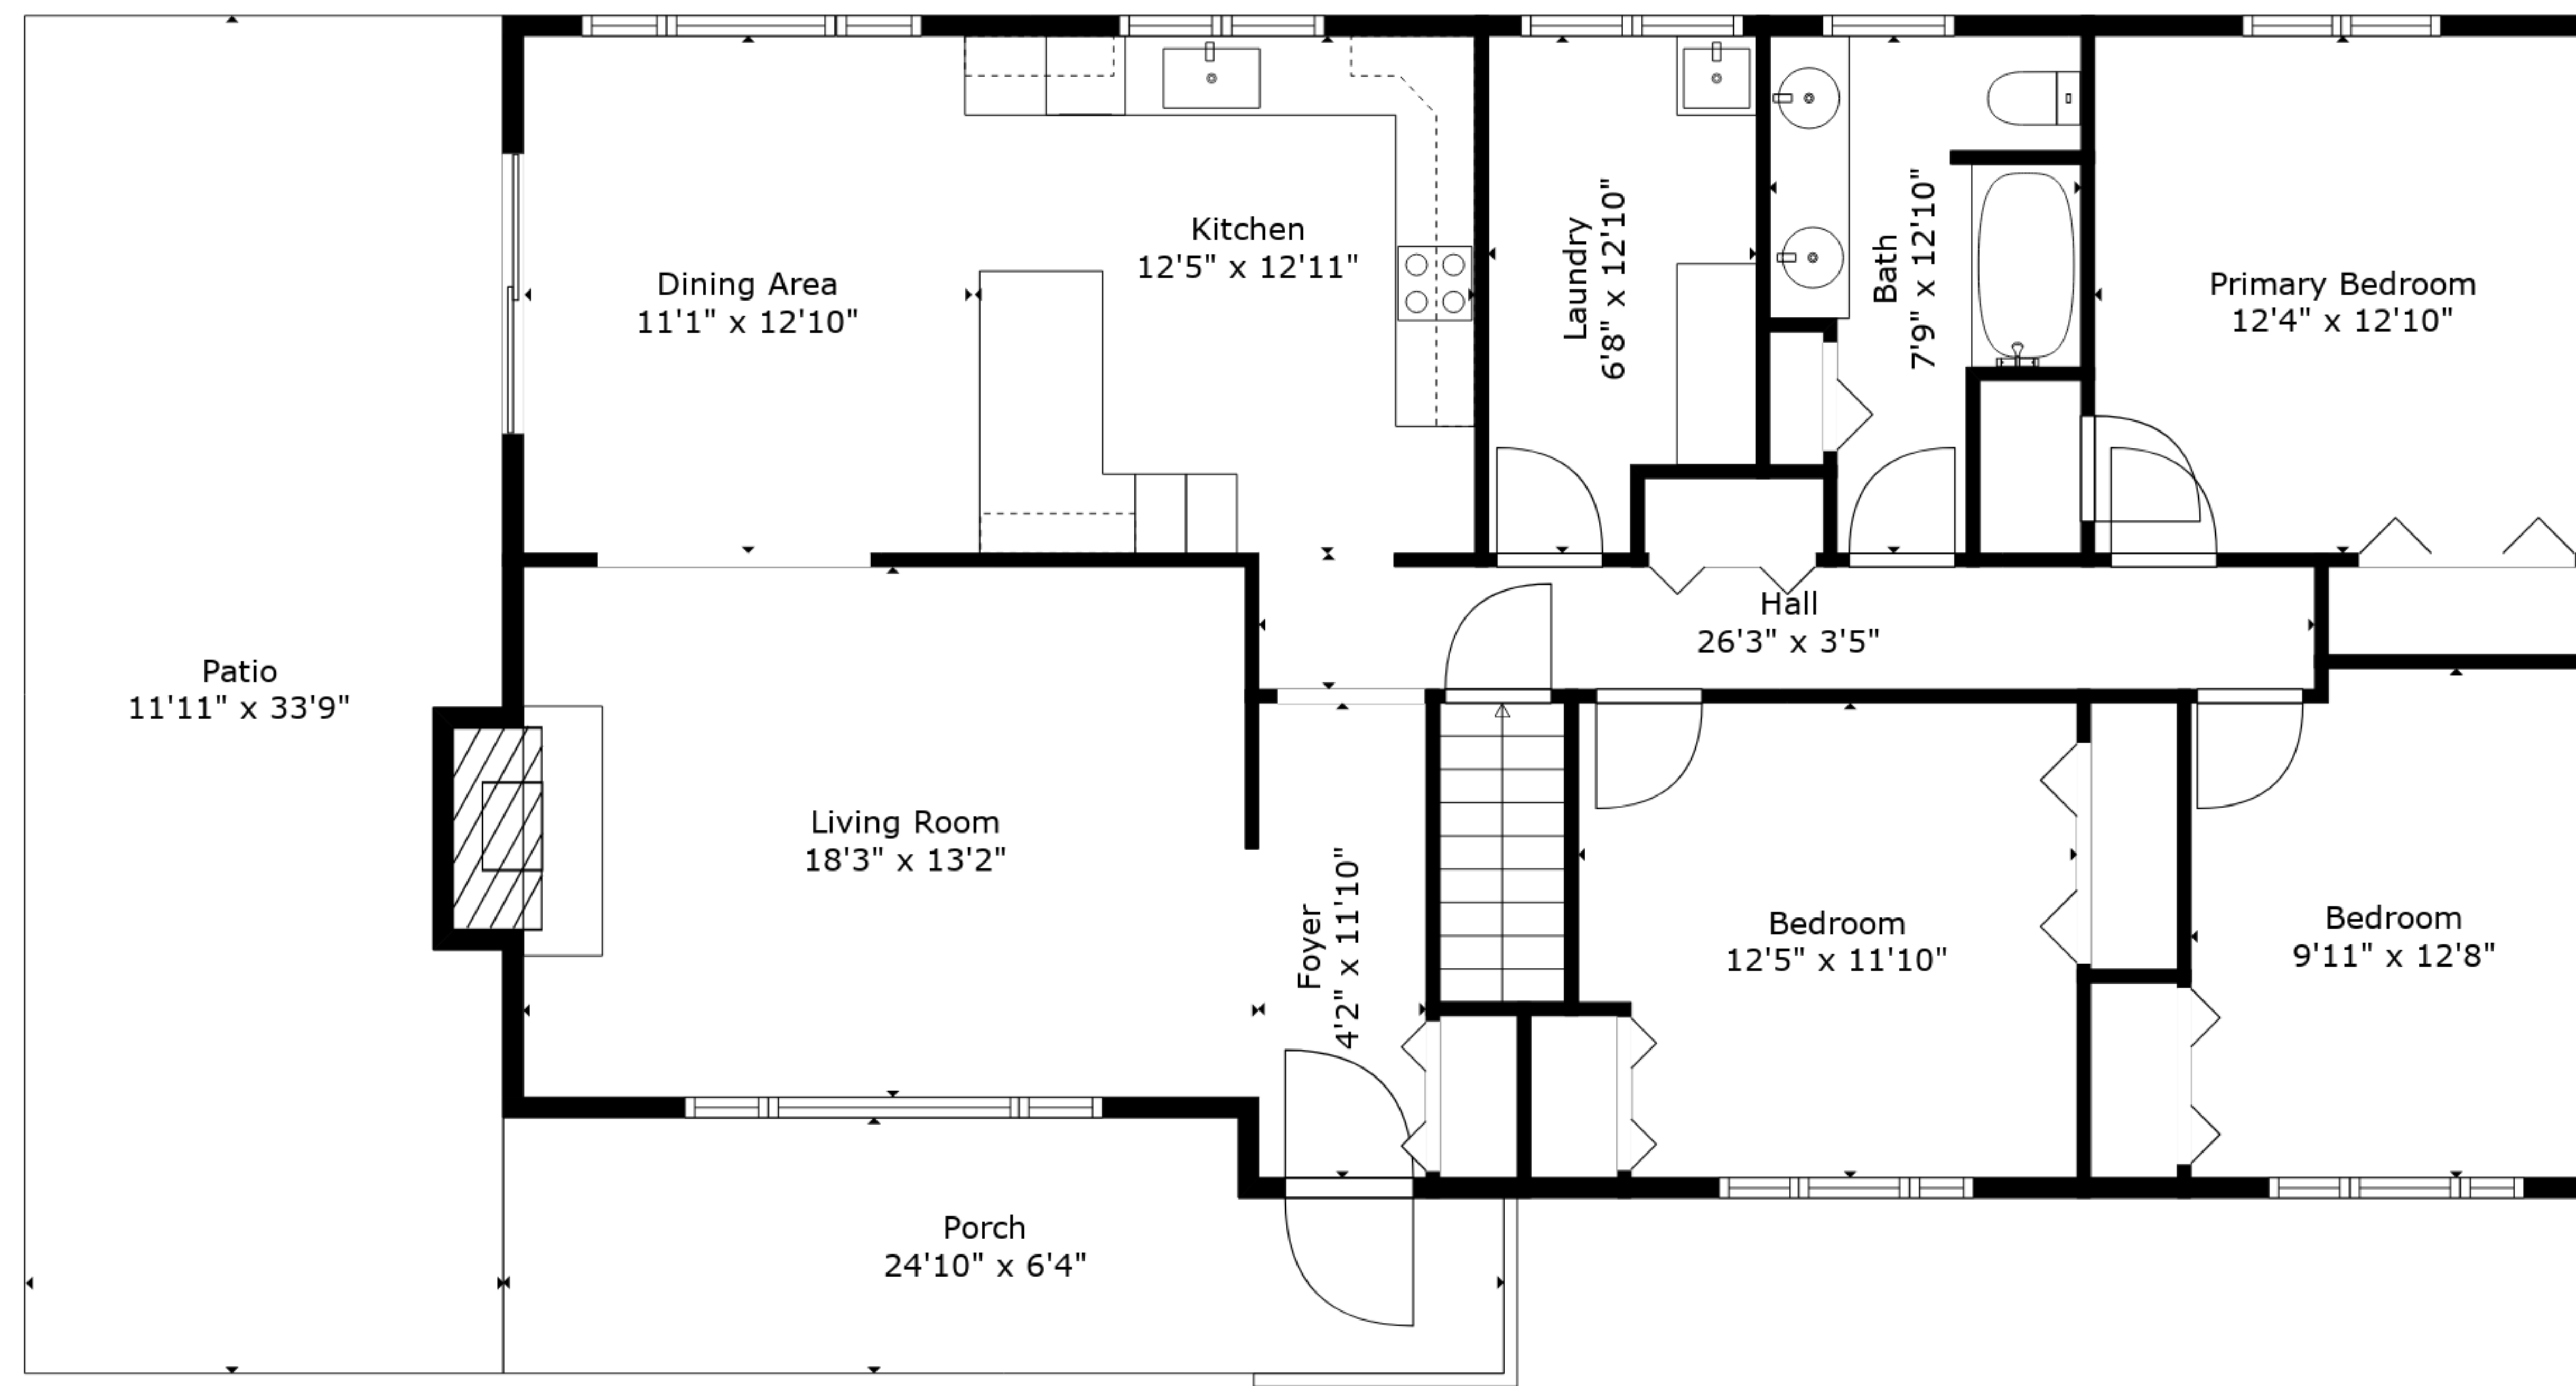 Kitchen
12'5" x 12'11"
Dining Area
11'1" x 12'10"
Laundry
6'8" x 12'10"
Bath
7'9" x 12'10"
Primary Bedroom
12'4" x 12'10"
Hall
26'3" x 3'5"
Patio
11'11" x 33'9"
Living Room
18'3" x 13'2"
Foyer
4'2" x 11'10"
Bedroom
12'5" x 11'10"
Bedroom
9'11" x 12'8"
Porch
24'10" x 6'4"